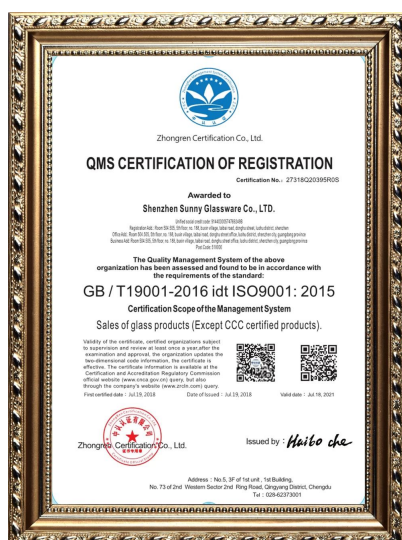 Zhongren Certification Co., Ltd.
QMS CERTIFICATION OF REGISTRATION
Certification No.: 27318Q20395R0S
Awarded to
Shenzhen Sunny Glassware Co., LTD.
The Quality Management System of the above
organization has been assessed and found to be in accordance with
the requirements of the standard:
GB / T19001-2016 idt ISO9001: 2015
Certification Scope of the Management System
Sales of glass products (Except CCC certified products).
Validity of the certificate, certified organizations subject
to supervision and review at least once a year, after the
examination and approval, the organization updates the
two-dimensional code information, the certificate is
effective. The certificate information is available at the
Certification and Accreditation Regulatory Commission
official website (www.cnca.gov.cn) query, but also
through the company's website (www.zrcln.com) query.
First certified date : Jul.19, 2018 Date of Issued : Jul.19, 2018 Valid date : Jul.18, 2021
Zhongren Certification Co., Ltd.
Issued by : Haibo che
Address : No.5, 3F of 1st unit , 1st Building,
No. 73 of 2nd Western Sector 2nd Ring Road, Qingyang District, Chengdu
Tel : 028-62373001